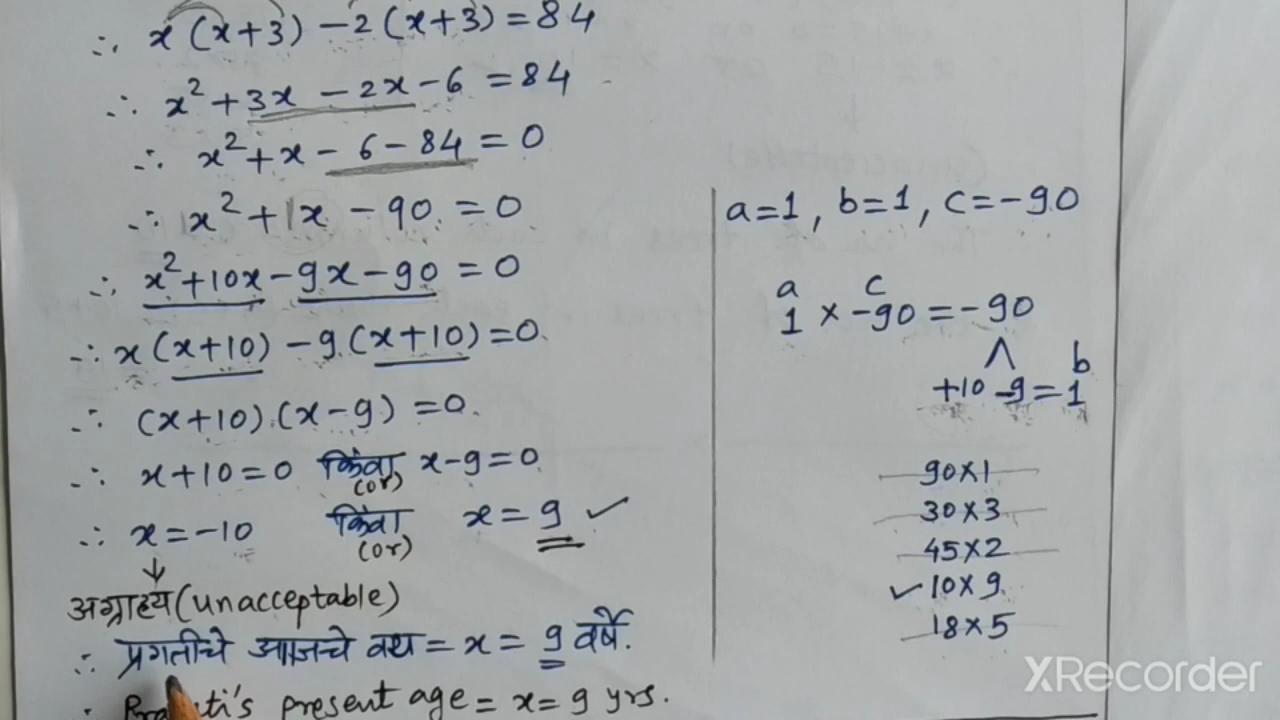 ∴ x(x+3) -2(x+3) = 84
∴ x² + 3x - 2x - 6 = 84
∴ x² + x - 6 - 84 = 0
∴ x² + 1x - 90 = 0
∴ x² + 10x - 9x - 90 = 0
∴ x(x+10) - 9(x+10) = 0
∴ (x+10)(x-9) = 0
∴ x+10=0 किंवा x-9=0
(or)
∴ x = -10 किंवा x = 9 ✓
(or)
↓
अग्राह्य (unacceptable)
∴ प्रगतीचे आजचे वय = x = 9 वर्षे.
present age = x = 9 yrs.
a=1, b=1, c=-90
a c
1 × -90 = -90
b
+10 -9 = 1
90×1
30×3
45×2
✓ 10×9
18×5
XRecorder